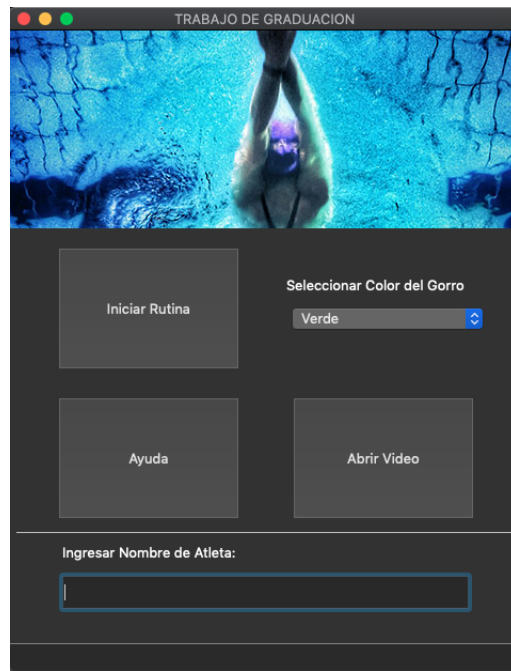 TRABAJO DE GRADUACION
Iniciar Rutina
Seleccionar Color del Gorro
Verde
Ayuda
Abrir Video
Ingresar Nombre de Atleta: